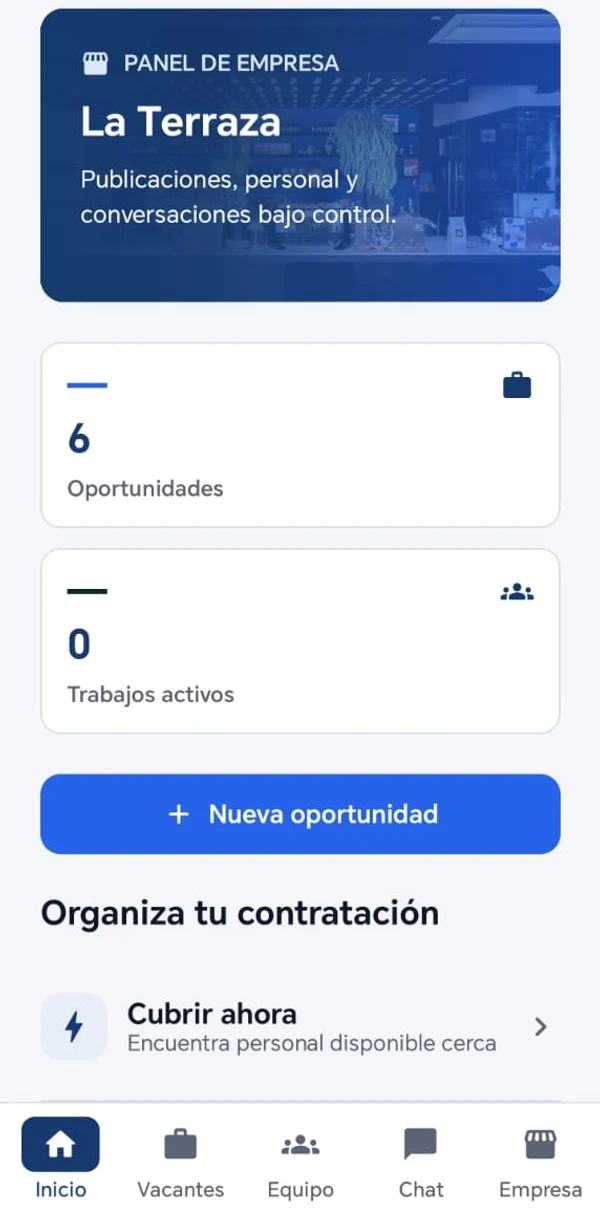 PANEL DE EMPRESA
La Terraza
Publicaciones, personal y
conversaciones bajo control.
6
Oportunidades
0
Trabajos activos
+ Nueva oportunidad
Organiza tu contratación
Cubrir ahora
Encuentra personal disponible cerca
Inicio
Vacantes
Equipo
Chat
Empresa